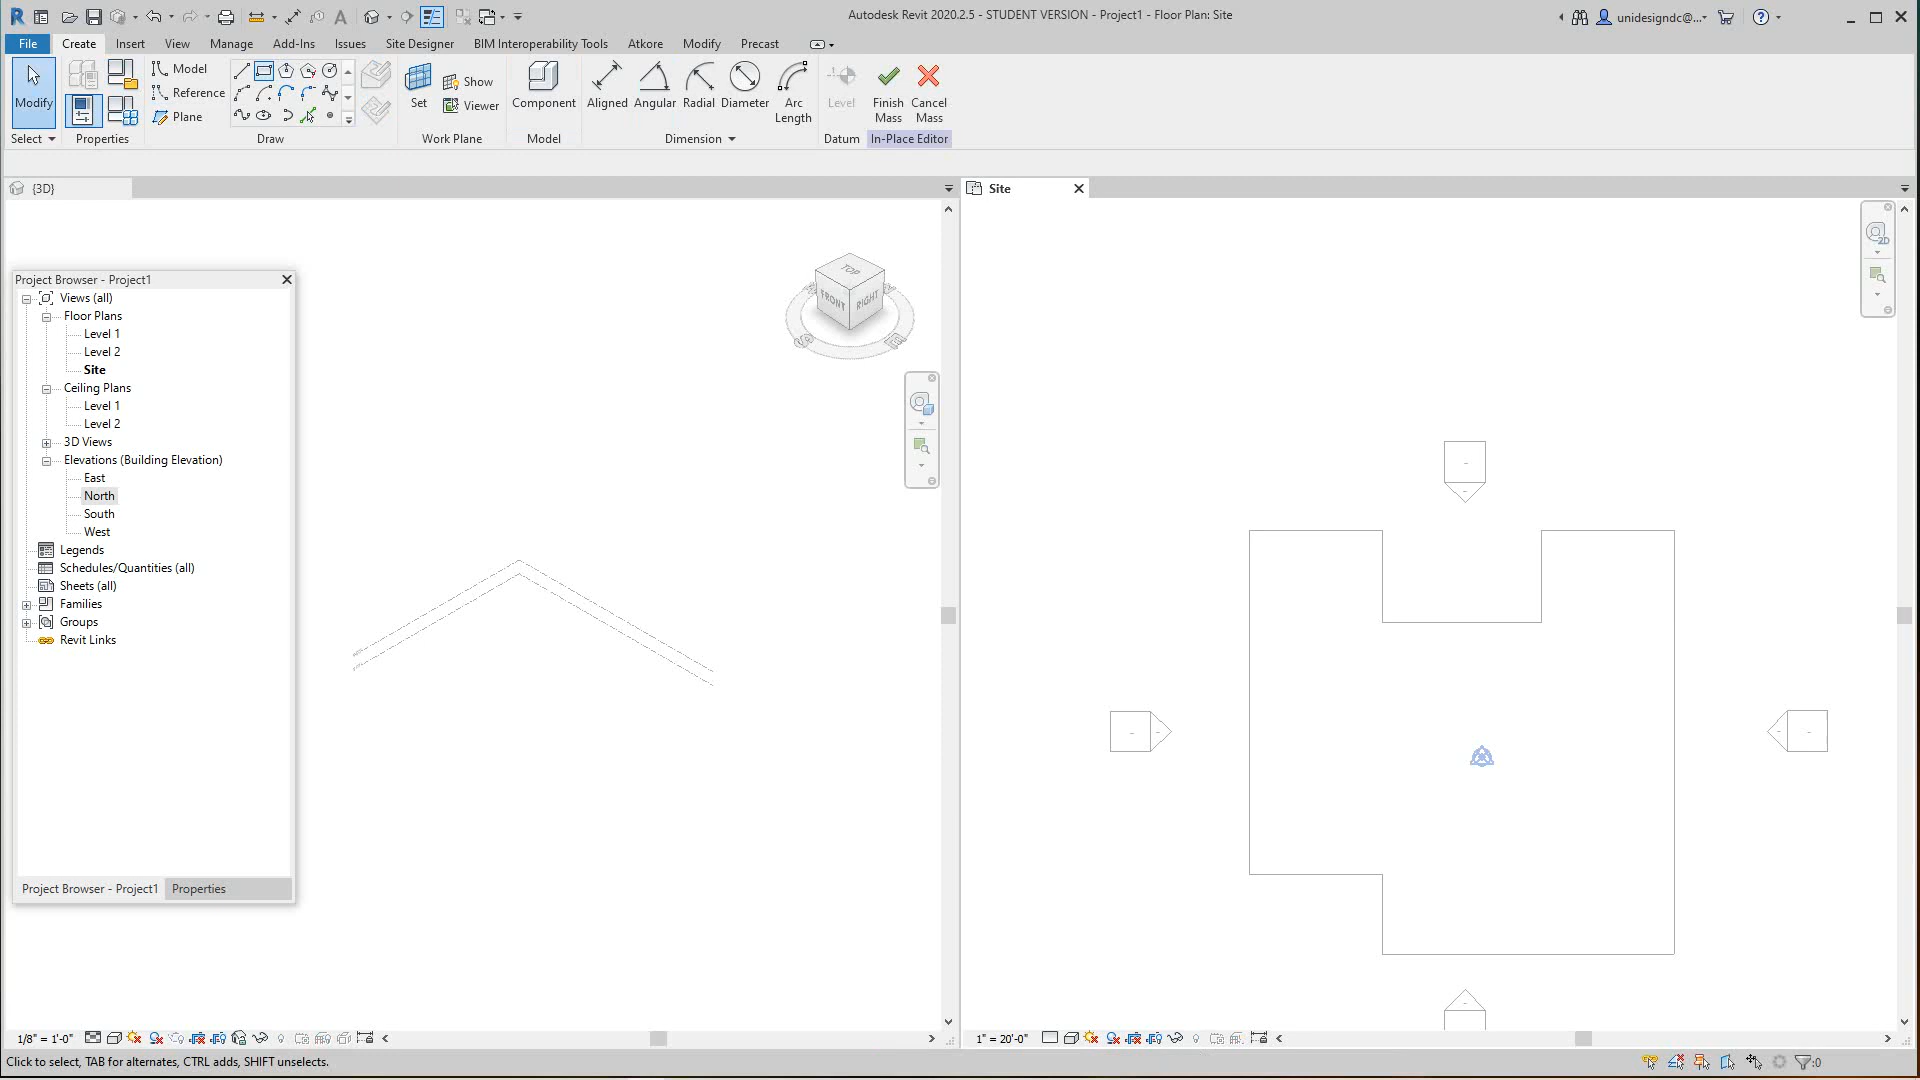 Autodesk Revit 2020.2.5 - STUDENT VERSION - Project1 - Floor Plan: Site
unidesigndc@...
File Create Insert View Manage Add-Ins Issues Site Designer BIM Interoperability Tools Atkore Modify Precast
Modify
Model
Reference
Plane
Set
Show
Viewer
Component
Aligned
Angular
Radial
Diameter
Arc Length
Level
Finish Mass
Cancel Mass
Select
Properties
Draw
Work Plane
Model
Dimension
Datum
In-Place Editor
{3D}
Site
TOP
FRONT
RIGHT
S
E
2D
Project Browser - Project1
Views (all)
Floor Plans
Level 1
Level 2
Site
Ceiling Plans
Level 1
Level 2
3D Views
Elevations (Building Elevation)
East
North
South
West
Legends
Schedules/Quantities (all)
Sheets (all)
Families
Groups
Revit Links
Project Browser - Project1
Properties
1/8" = 1'-0"
1" = 20'-0"
Click to select, TAB for alternates, CTRL adds, SHIFT unselects.
:0